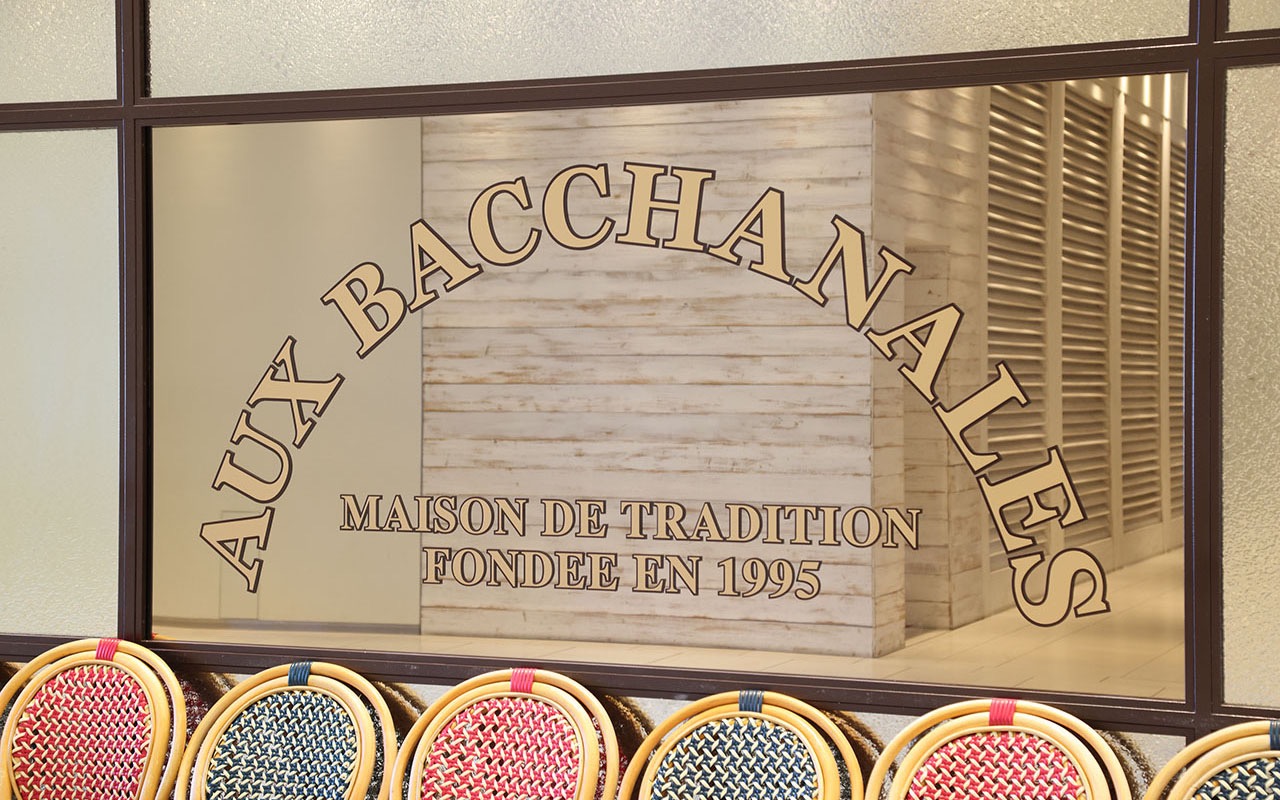 AUX BACCHANALES
MAISON DE TRADITION
FONDEE EN 1995